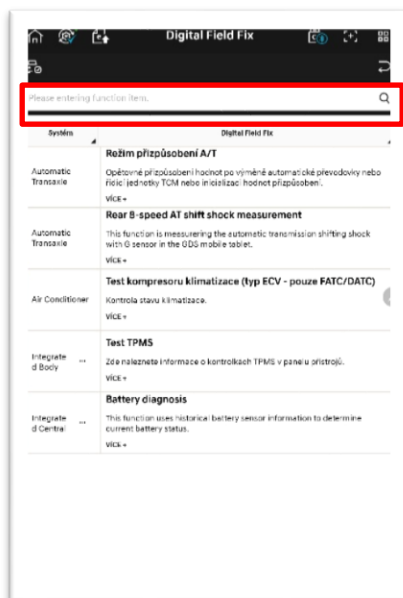 Digital Field Fix
Please entering function item.
Systém
Digital Field Fix
Automatic Transaxle
Režim přizpůsobení A/T
Opětovné přizpůsobení hodnot po výměně automatické převodovky nebo
řídicí jednotky TCM nebo inicializaci hodnot přizpůsobení.
VÍCE +
Automatic Transaxle
Rear 8-speed AT shift shock measurement
This function is measurering the automatic transmission shifting shock
with G sensor in the GDS mobile tablet.
VÍCE +
Air Conditioner
Test kompresoru klimatizace (typ ECV - pouze FATC/DATC)
Kontrola stavu klimatizace.
VÍCE +
Integrate
d Body
...
Test TPMS
Zde naleznete informace o kontrolkách TPMS v panelu přístrojů.
VÍCE +
Integrate
d Central
...
Battery diagnosis
This function uses historical battery sensor information to determine
current battery status.
VÍCE +